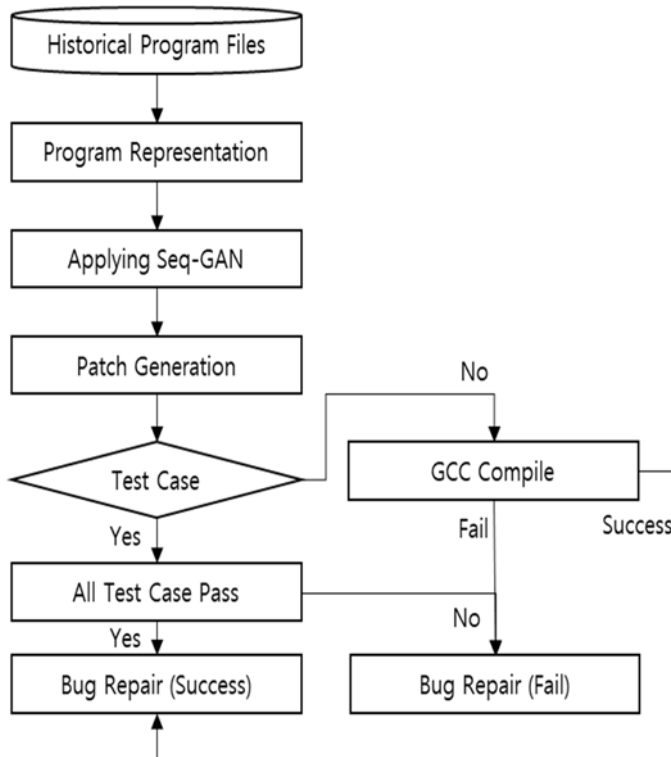 Historical Program Files
Program Representation
Applying Seq-GAN
Patch Generation
No
Test Case
GCC Compile
Yes
Fail
Success
All Test Case Pass
No
Yes
Bug Repair (Success)
Bug Repair (Fail)